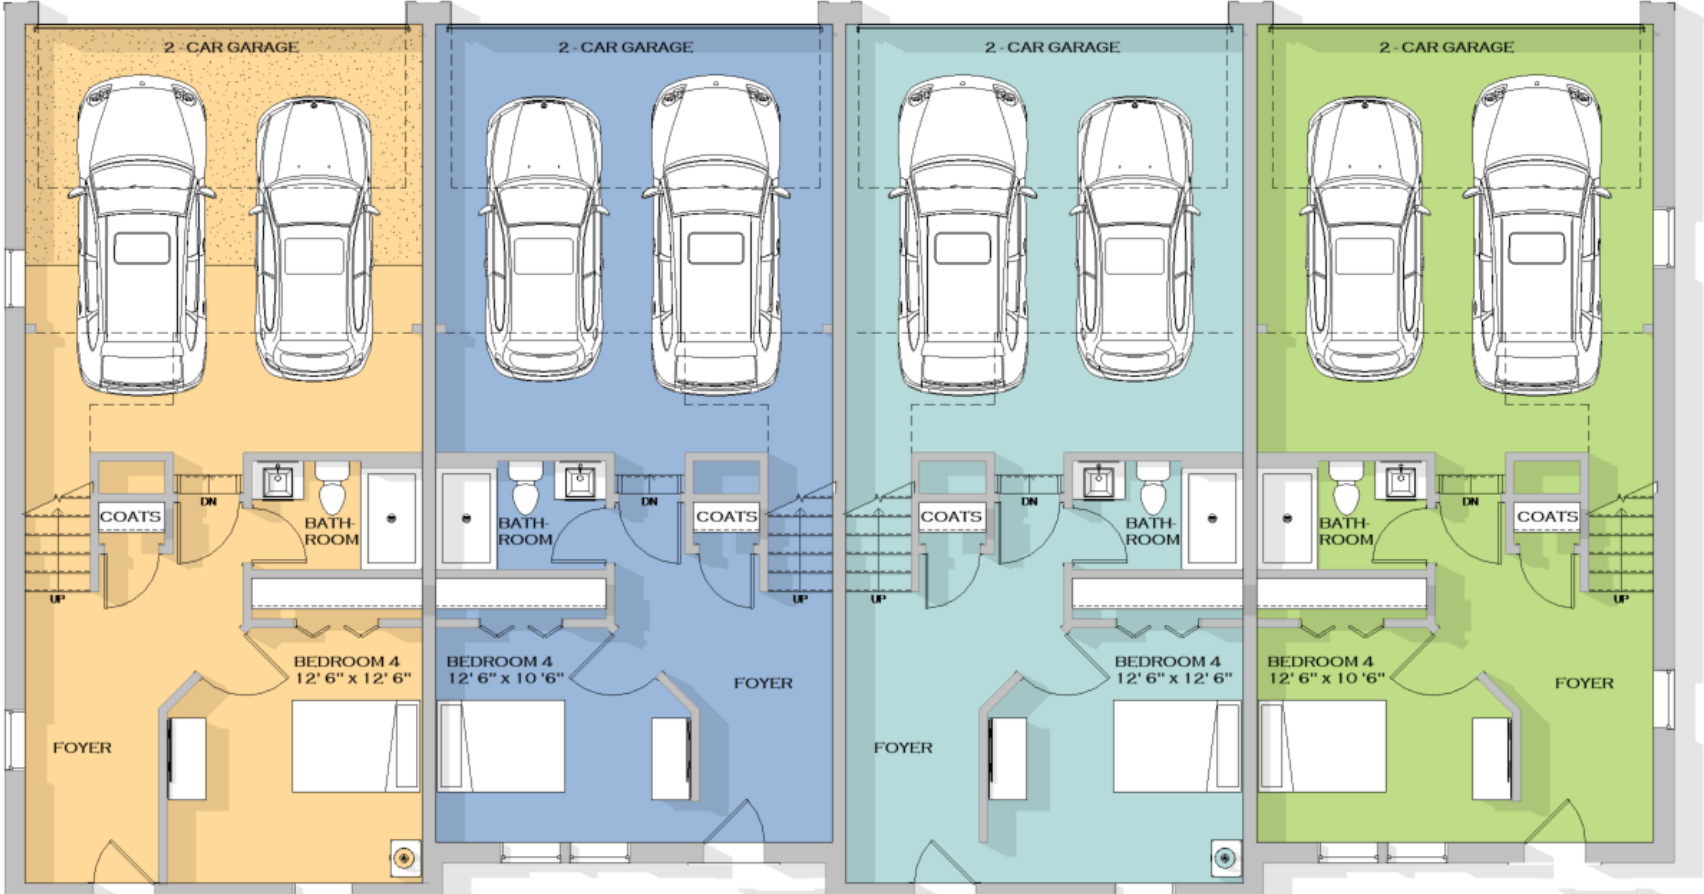 2 - CAR GARAGE
2 - CAR GARAGE
2 - CAR GARAGE
2 - CAR GARAGE
DN
DN
DN
DN
COATS
COATS
COATS
COATS
BATH-
ROOM
BATH-
ROOM
BATH-
ROOM
BATH-
ROOM
UP
UP
UP
UP
BEDROOM 4
12' 6" x 12' 6"
BEDROOM 4
12' 6" x 10 '6"
BEDROOM 4
12' 6" x 12' 6"
BEDROOM 4
12' 6" x 10 '6"
FOYER
FOYER
FOYER
FOYER